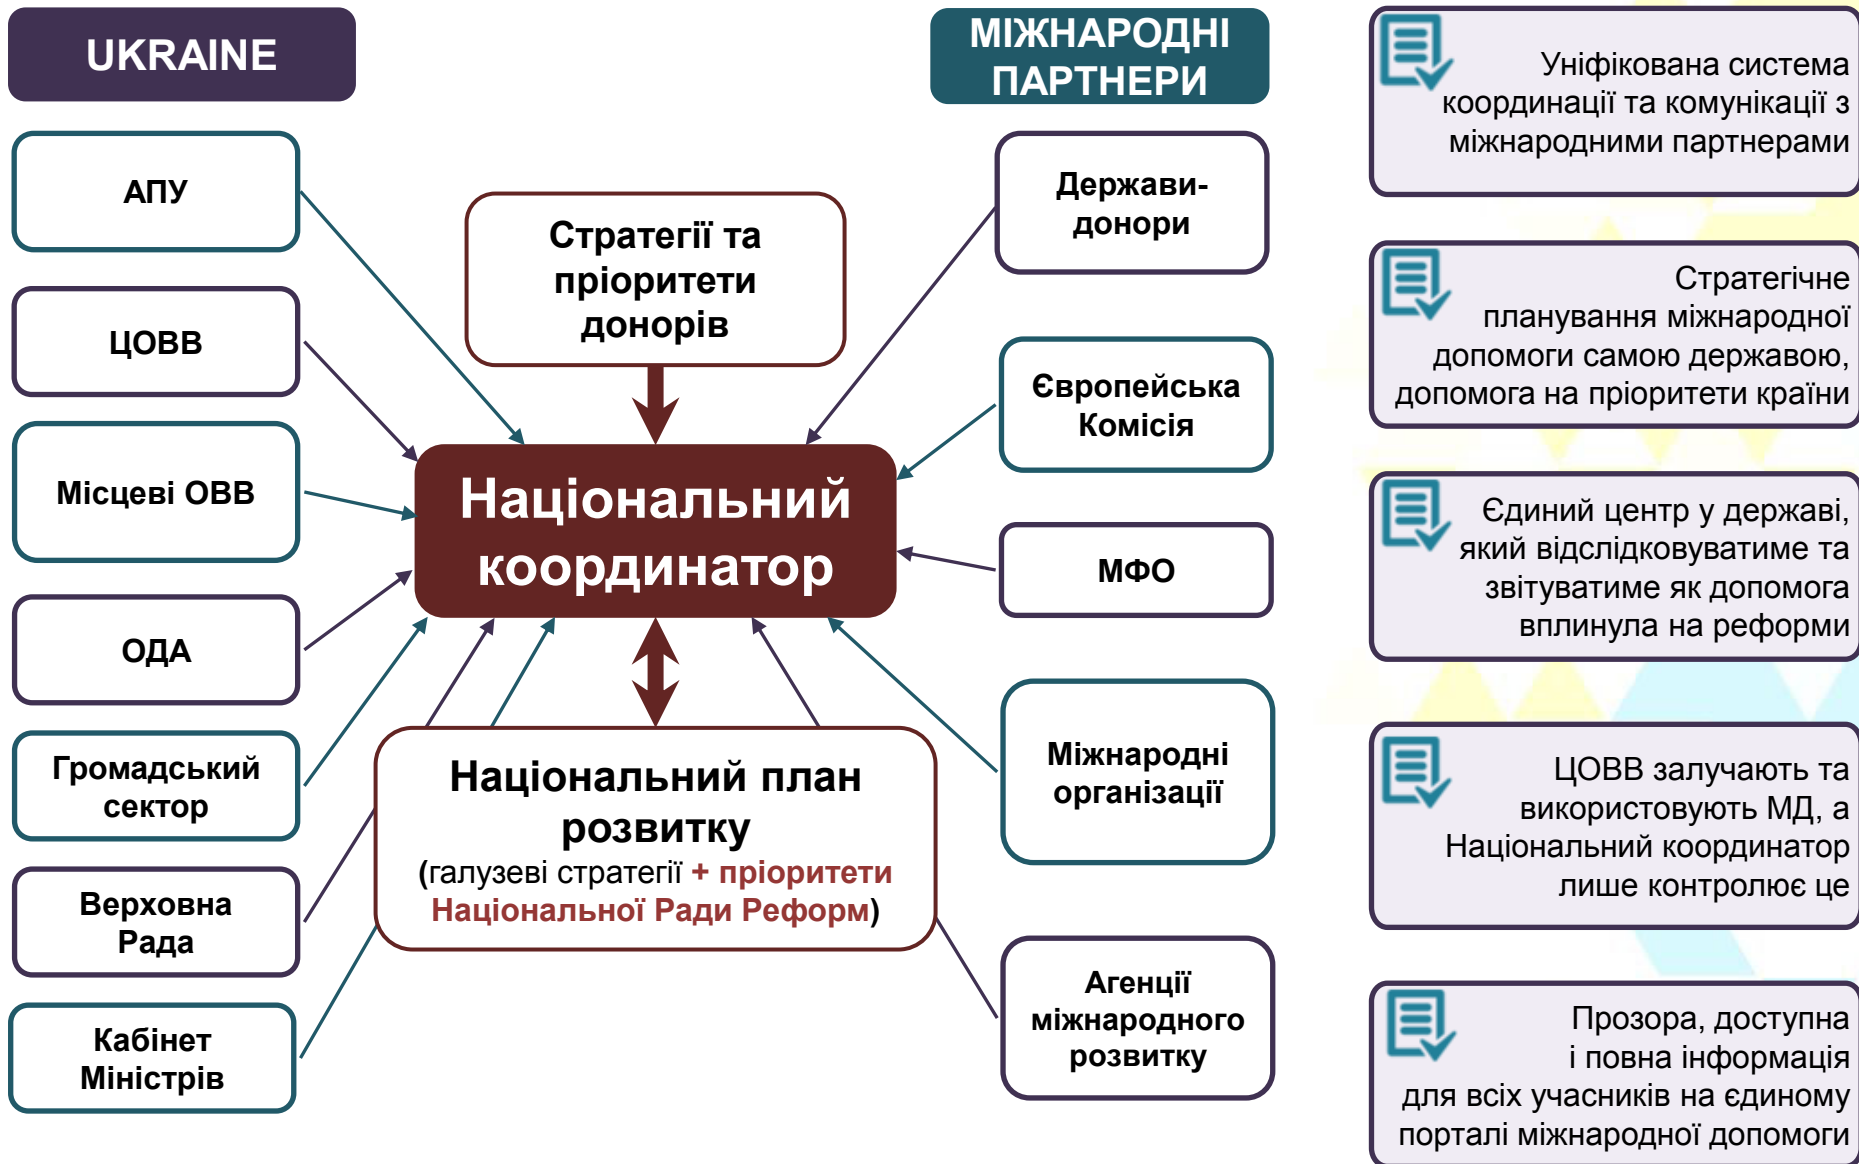 UKRAINE
АПУ
ЦОВВ
Місцеві ОВВ
ОДА
Громадський
сектор
Верховна
Рада
Кабінет
Міністрів
Стратегії та
пріоритети
донорів
Національний
координатор
Національний план
розвитку
(галузеві стратегії + пріоритети
Національної Ради Реформ)
МІЖНАРОДНІ
ПАРТНЕРИ
Держави-
донори
Європейська
Комісія
МФО
Міжнародні
організації
Агенції
міжнародного
розвитку
Уніфікована система
координації та комунікації з
міжнародними партнерами
Стратегічне
планування міжнародної
допомоги самою державою,
допомога на пріоритети країни
Єдиний центр у державі,
який відслідковуватиме та
звітуватиме як допомога
вплинула на реформи
ЦОВВ залучають та
використовують МД, а
Національний координатор
лише контролює це
Прозора, доступна
і повна інформація
для всіх учасників на єдиному
порталі міжнародної допомоги